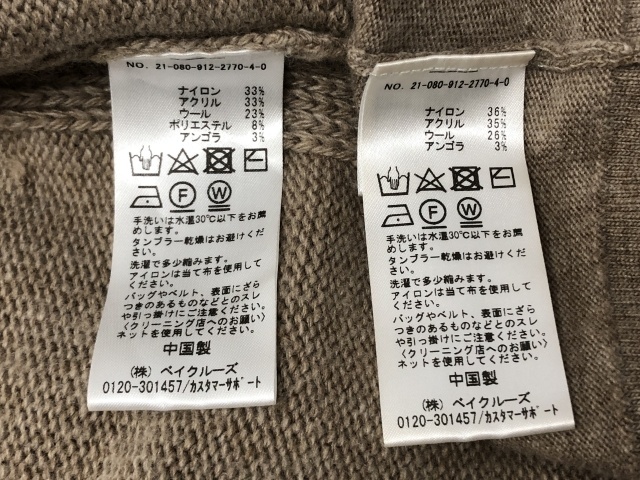 NO. 21-080-912-2770-4-0
ナイロン 33%
アクリル 33%
ウール 23%
ポリエステル 8%
アンゴラ 3%
F W
手洗いは水温30℃以下をお薦
めします。
タンブラー乾燥はお避けくだ
さい。
洗濯で多少縮みます。
アイロンは当て布を使用して
ください。
バッグやベルト、表面にざら
つきのあるものなどとのスレ
や引っ掛けにご注意ください
〈クリーニング店へのお願い〉
ネットを使用して下さい。
中国製
(株) ベイクルーズ
0120-301457/カスタマーサポート
NO. 21-080-912-2770-4-0
ナイロン 36%
アクリル 35%
ウール 26%
アンゴラ 3%
F W
手洗いは水温30℃以下をお薦
めします。
タンブラー乾燥はお避けくだ
さい。
洗濯で多少縮みます。
アイロンは当て布を使用して
ください。
バッグやベルト、表面にざら
つきのあるものなどとのスレ
や引っ掛けにご注意ください
〈クリーニング店へのお願い〉
ネットを使用して下さい。
中国製
(株) ベイクルーズ
0120-301457/カスタマーサポート